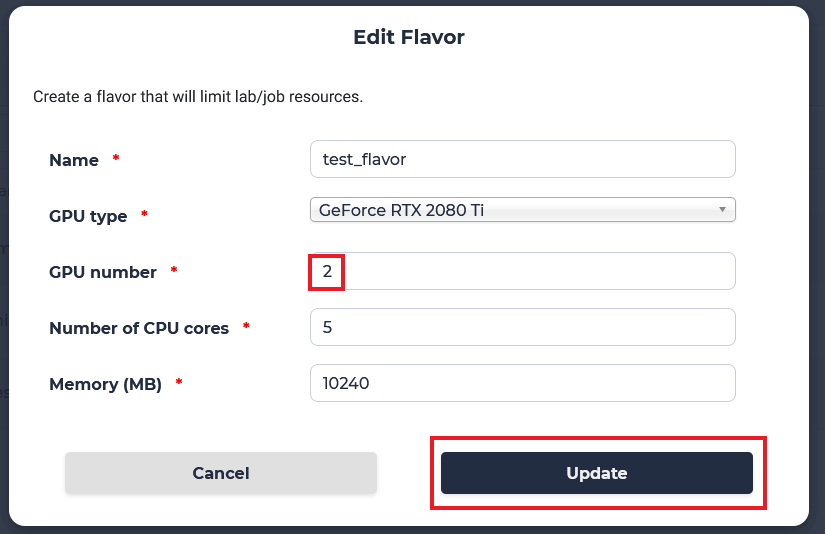 Edit Flavor
Create a flavor that will limit lab/job resources.
Name *
test_flavor
GPU type *
GeForce RTX 2080 Ti
GPU number *
2
Number of CPU cores *
5
Memory (MB) *
10240
Cancel
Update